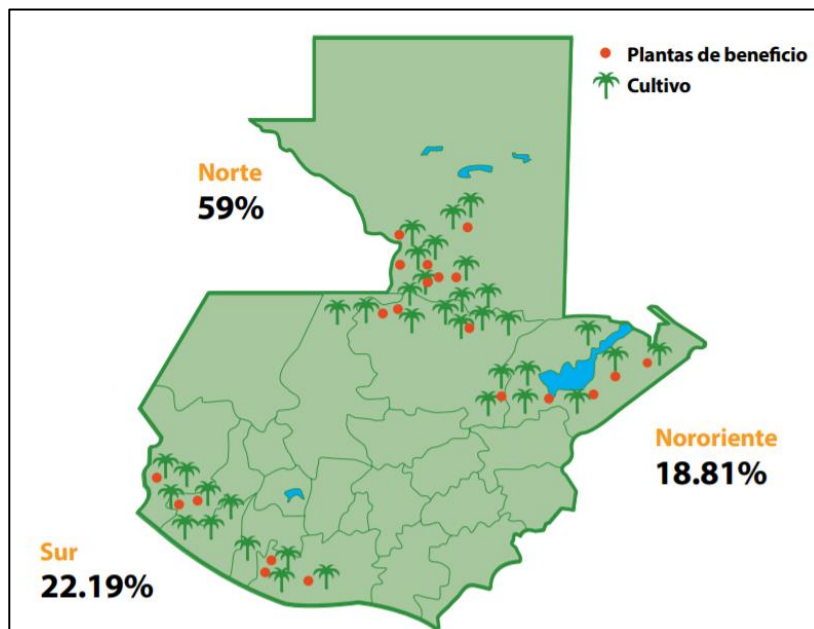 Plantas de beneficio
Cultivo
Norte
59%
Nororiente
18.81%
Sur
22.19%